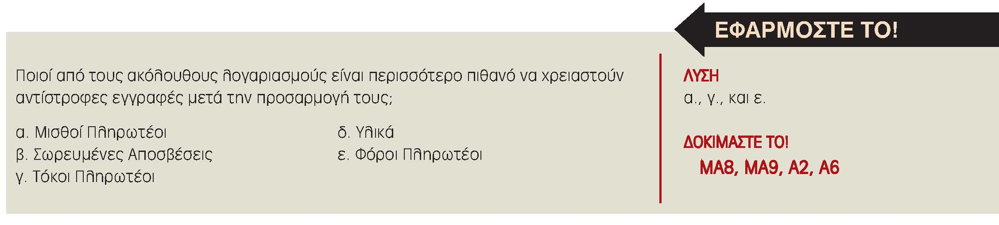 ΕΦΑΡΜΟΣΤΕ ΤΟ!
Ποιοί από τους ακόλουθους λογαριασμούς είναι περισσότερο πιθανό να χρειαστούν
αντίστροφες εγγραφές μετά την προσαρμογή τους;
α. Μισθοί Πληρωτέοι
β. Σωρευμένες Αποσβέσεις
γ. Τόκοι Πληρωτέοι
δ. Υλικά
ε. Φόροι Πληρωτέοι
ΛΥΣΗ
α., γ., και ε.
ΔΟΚΙΜΑΣΤΕ ΤΟ!
ΜΑ8, ΜΑ9, Α2, Α6